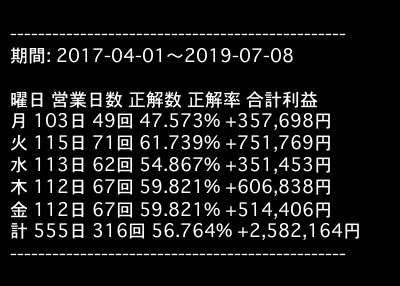 ------------------------------------------------
期間: 2017-04-01〜2019-07-08
曜日 営業日数 正解数 正解率 合計利益
月 103日 49回 47.573% +357,698円
火 115日 71回 61.739% +751,769円
水 113日 62回 54.867% +351,453円
木 112日 67回 59.821% +606,838円
金 112日 67回 59.821% +514,406円
計 555日 316回 56.764% +2,582,164円
------------------------------------------------